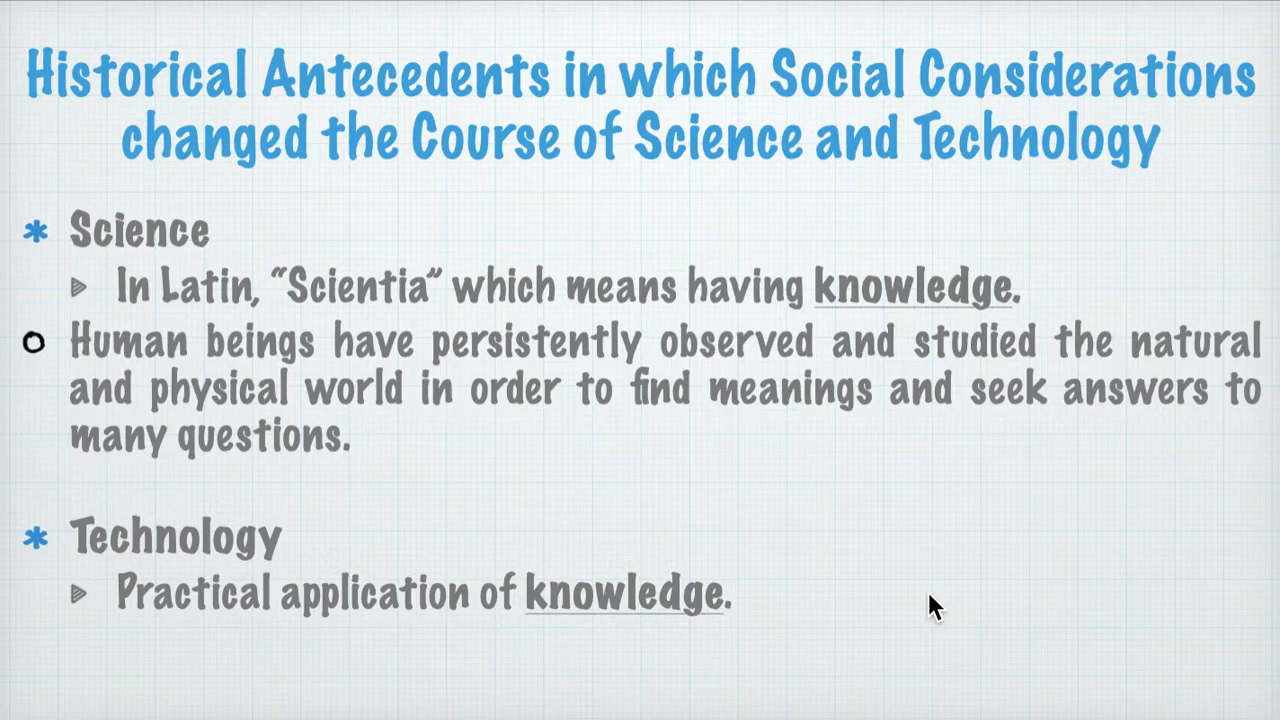 Historical Antecedents in which Social Considerations
changed the Course of Science and Technology
* Science
In Latin, “Scientia” which means having knowledge.
Human beings have persistently observed and studied the natural
and physical world in order to find meanings and seek answers to
many questions.
* Technology
Practical application of knowledge.